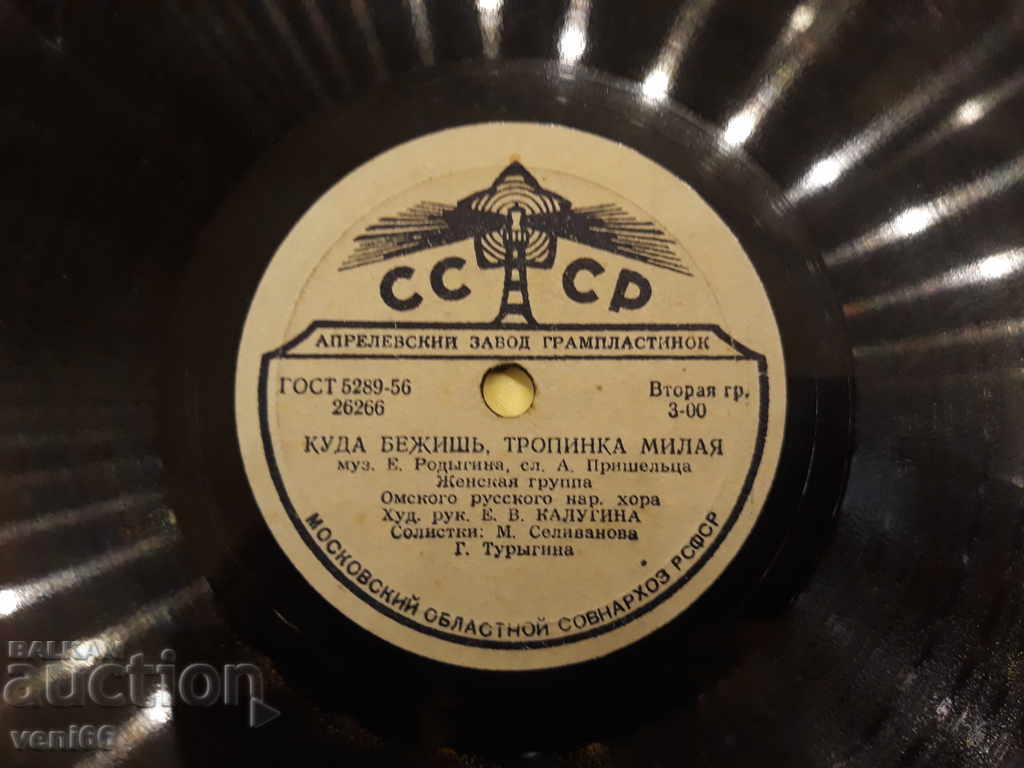 СССР
АПРЕЛЕВСКИЙ ЗАВОД ГРАМПЛАСТИНОК
ГОСТ 5289-56
26266
Вторая гр.
3-00
КУДА БЕЖИШЬ, ТРОПИНКА МИЛАЯ
муз. Е. Родыгина, сл. А. Пришельца
Женская группа
Омского русского нар. хора
Худ. рук. Е. В. КАЛУГИНА
Солистки: М. Селиванова
Г. Турыгина
МОСКОВСКИЙ ОБЛАСТНОЙ СОВНАРХОЗ РСФСР
BALKAN
auction
veni66